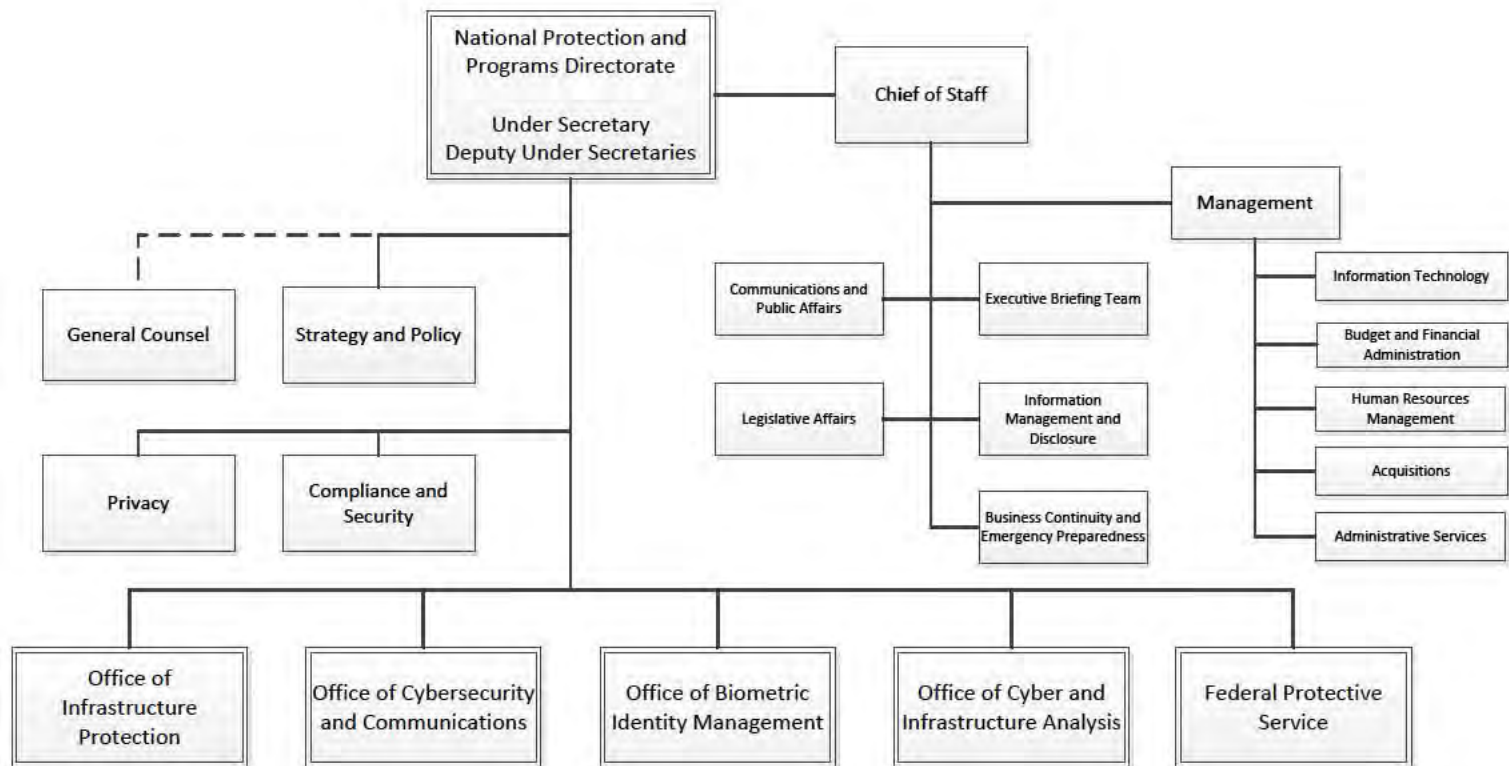 National Protection and
Programs Directorate
Under Secretary
Deputy Under Secretaries
Chief of Staff
Management
General Counsel
Strategy and Policy
Communications and
Public Affairs
Executive Briefing Team
Information Technology
Budget and Financial
Administration
Legislative Affairs
Information
Management and
Disclosure
Human Resources
Management
Acquisitions
Privacy
Compliance and
Security
Business Continuity and
Emergency Preparedness
Administrative Services
Office of
Infrastructure
Protection
Office of Cybersecurity
and Communications
Office of Biometric
Identity Management
Office of Cyber and
Infrastructure Analysis
Federal Protective
Service